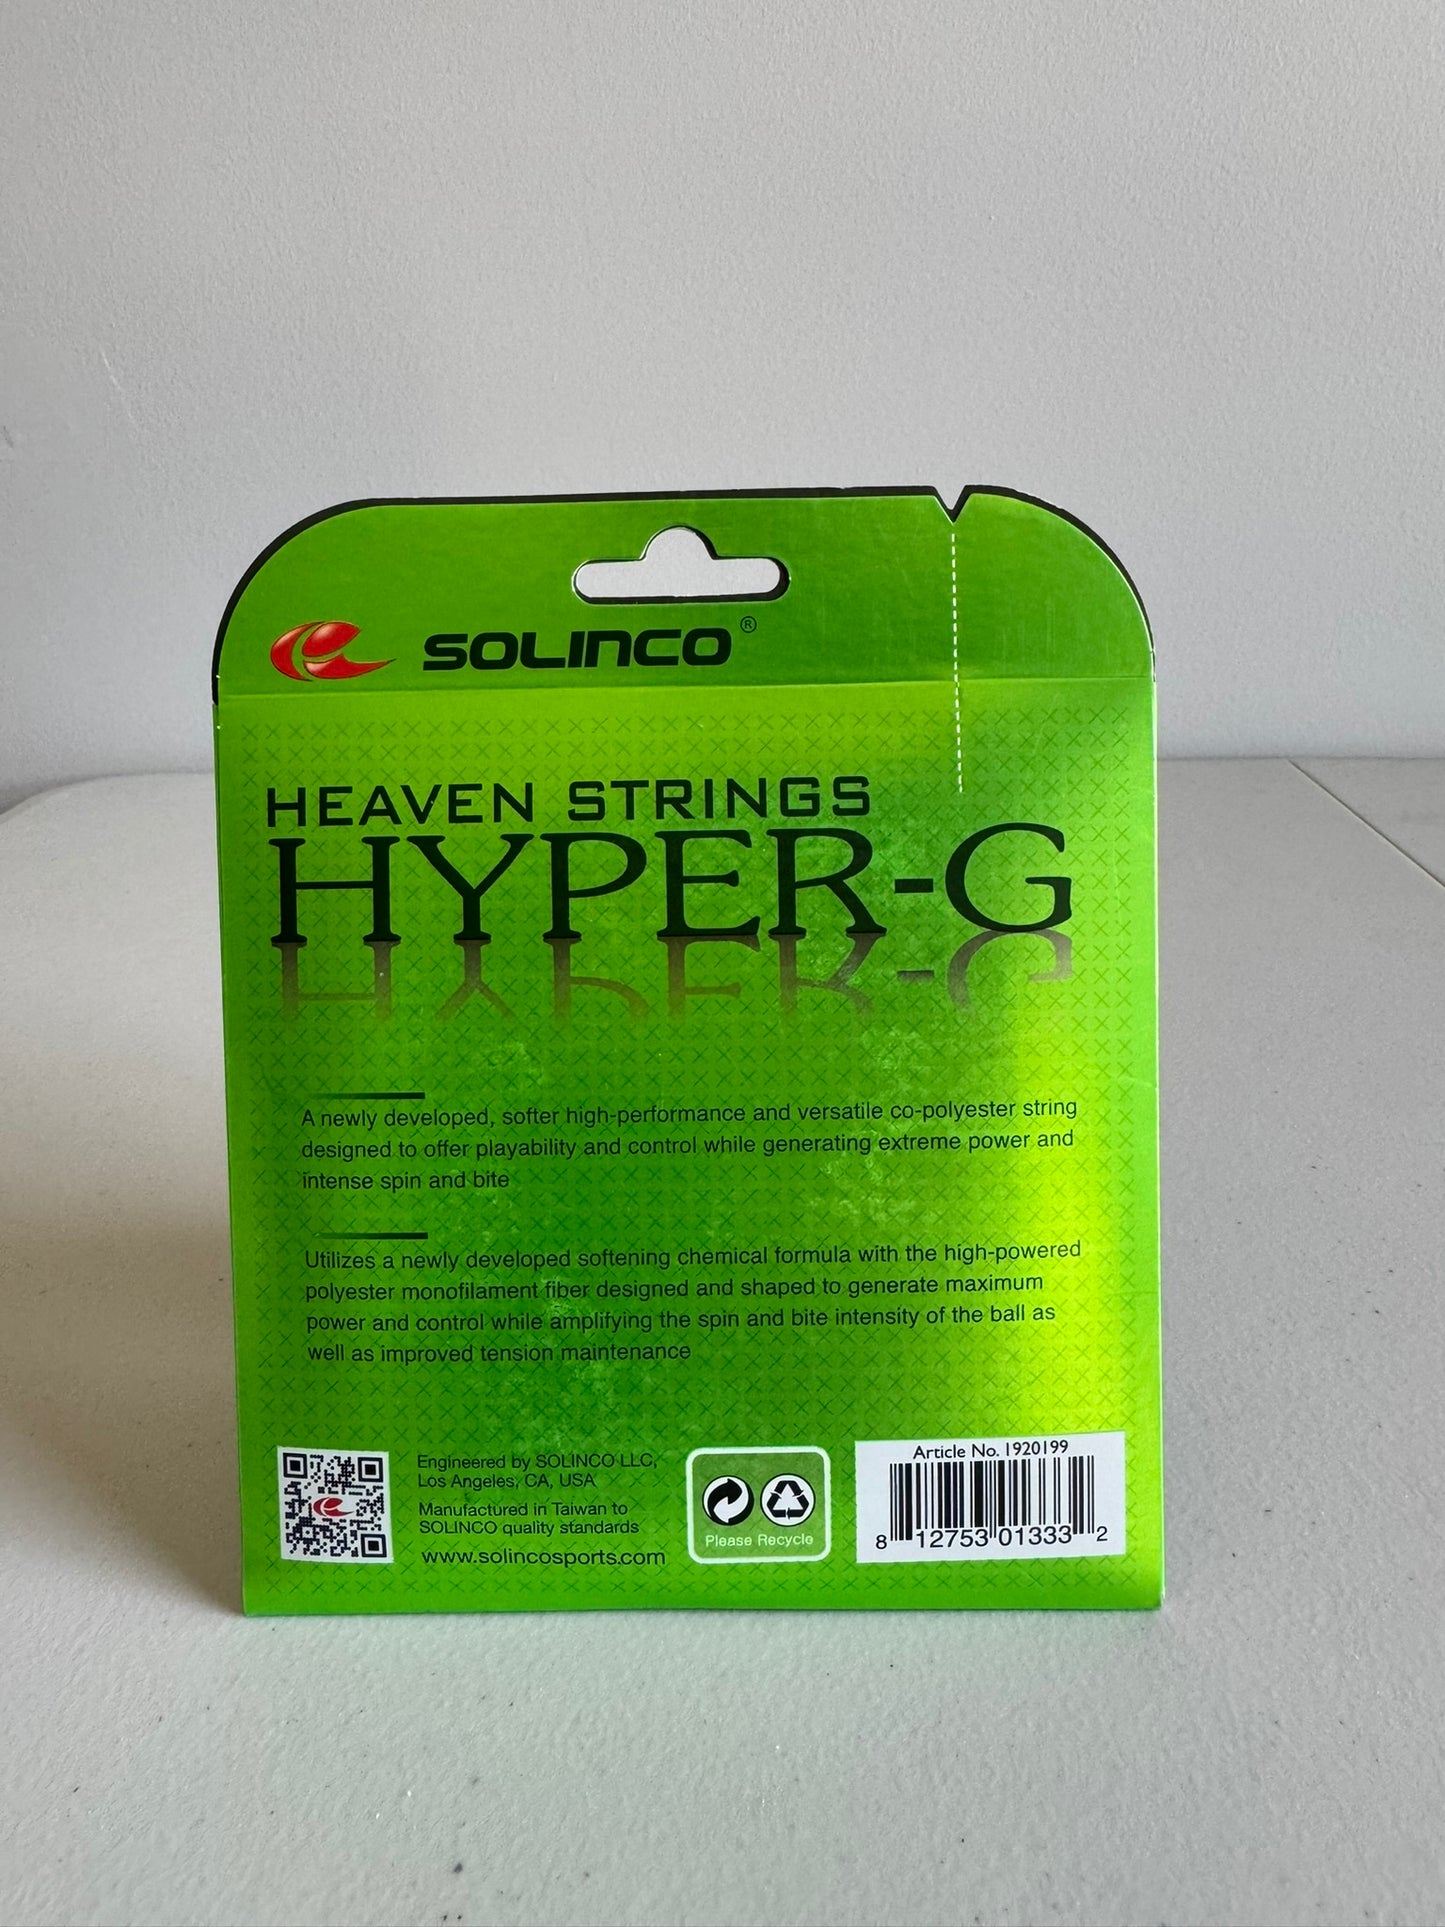 SOLINCO®
HEAVEN STRINGS
HYPER-G
A newly developed, softer high-performance and versatile co-polyester string
designed to offer playability and control while generating extreme power and
intense spin and bite
Utilizes a newly developed softening chemical formula with the high-powered
polyester monofilament fiber designed and shaped to generate maximum
power and control while amplifying the spin and bite intensity of the ball as
well as improved tension maintenance
Engineered by SOLINCO LLC,
Los Angeles, CA, USA
Manufactured in Taiwan to
SOLINCO quality standards
www.solincosports.com
Please Recycle
Article No. 1920199
8 12753 01333 2